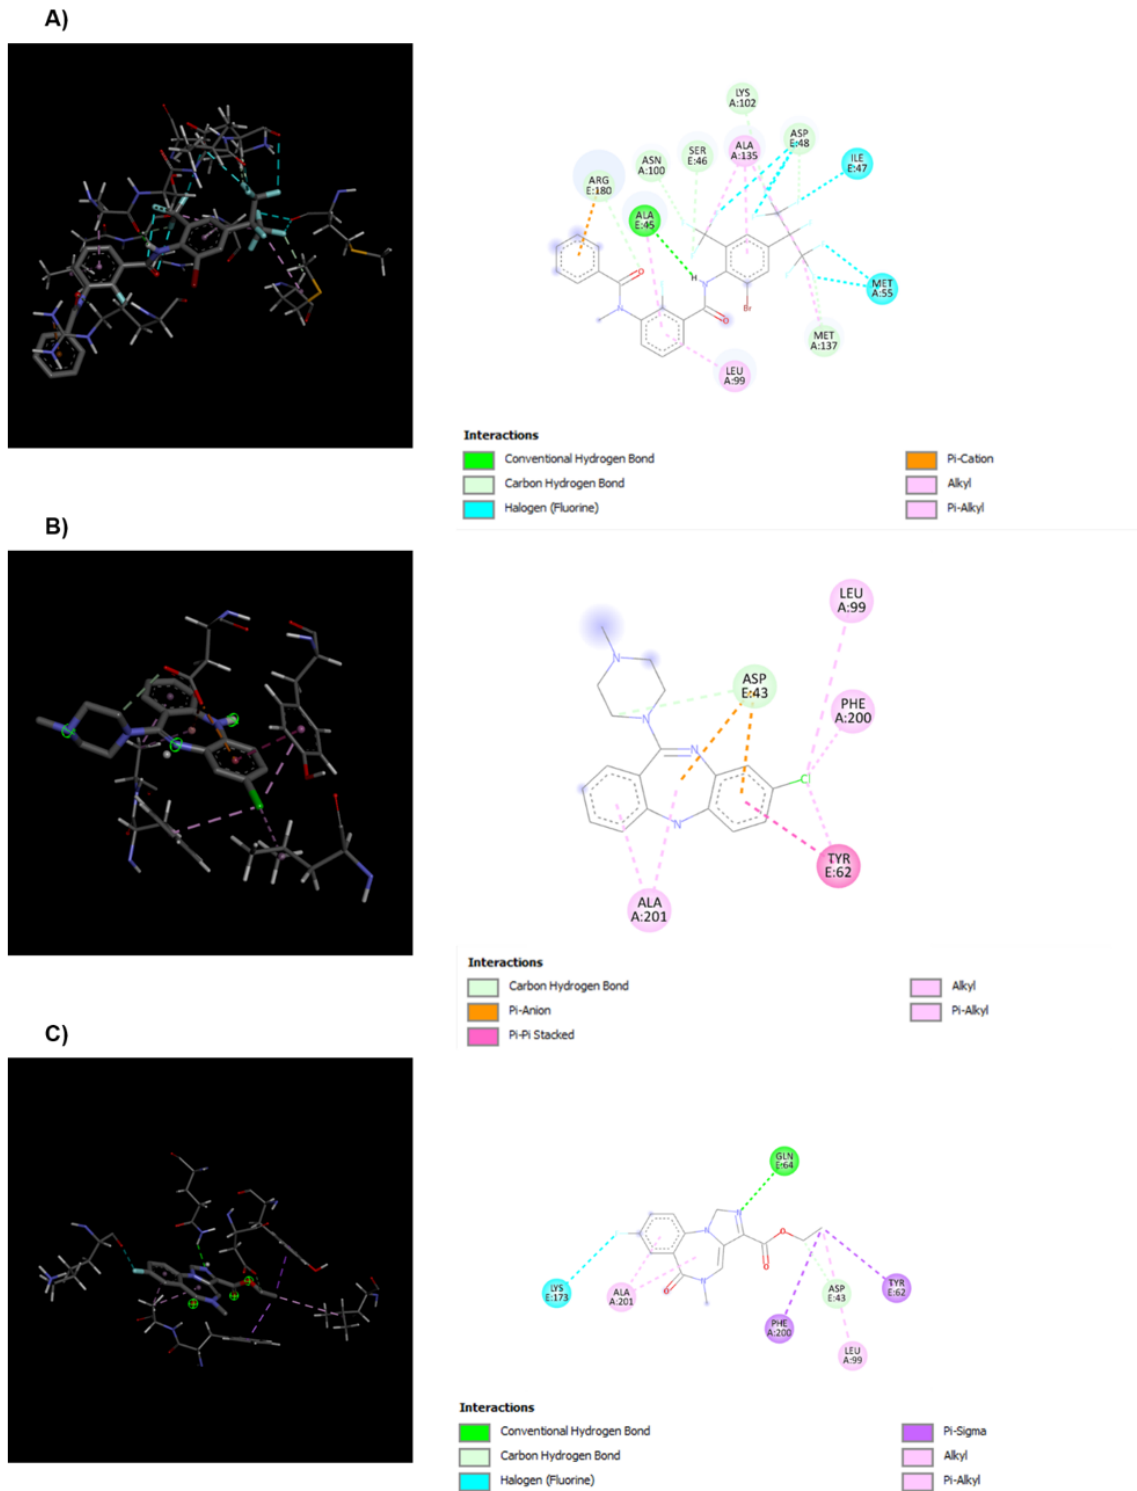 A)
LYS
A:102
ASP
E:48
SER
E:46
ALA
A:135
ILE
E:47
ASN
A:100
ARG
E:180
ALA
E:45
H
O
N
N
O
Br
MET
A:55
MET
A:137
LEU
A:99
Interactions
Conventional Hydrogen Bond
Carbon Hydrogen Bond
Halogen (Fluorine)
Pi-Cation
Alkyl
Pi-Alkyl
B)
LEU
A:99
N
ASP
E:43
PHE
A:200
N
N
Cl
N
TYR
E:62
ALA
A:201
Interactions
Carbon Hydrogen Bond
Pi-Anion
Pi-Pi Stacked
Alkyl
Pi-Alkyl
C)
GLN
E:64
N
N
O
O
O
N
LYS
E:173
ALA
A:201
ASP
E:43
TYR
E:62
PHE
A:200
LEU
A:99
Interactions
Conventional Hydrogen Bond
Carbon Hydrogen Bond
Halogen (Fluorine)
Pi-Sigma
Alkyl
Pi-Alkyl